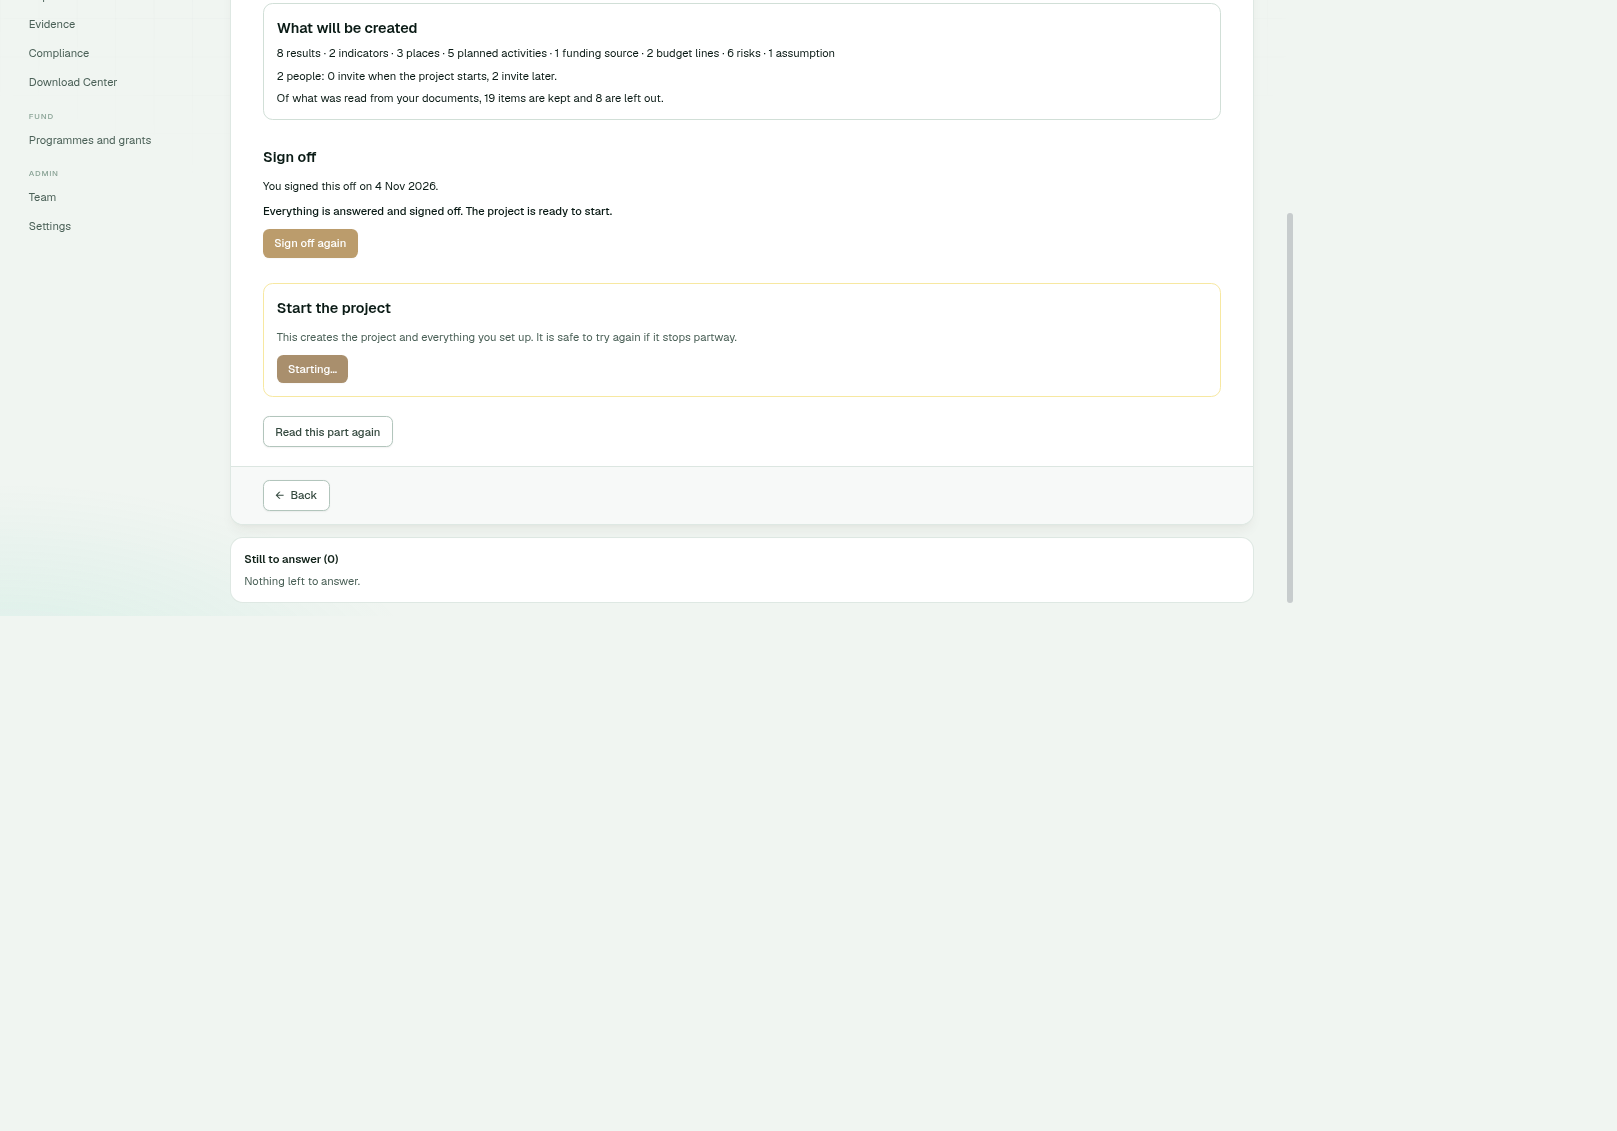 Evidence
Compliance
Download Center
FUND
Programmes and grants
ADMIN
Team
Settings
What will be created
8 results · 2 indicators · 3 places · 5 planned activities · 1 funding source · 2 budget lines · 6 risks · 1 assumption
2 people: 0 invite when the project starts, 2 invite later.
Of what was read from your documents, 19 items are kept and 8 are left out.
Sign off
You signed this off on 4 Nov 2026.
Everything is answered and signed off. The project is ready to start.
Sign off again
Start the project
This creates the project and everything you set up. It is safe to try again if it stops partway.
Starting…
Read this part again
← Back
Still to answer (0)
Nothing left to answer.